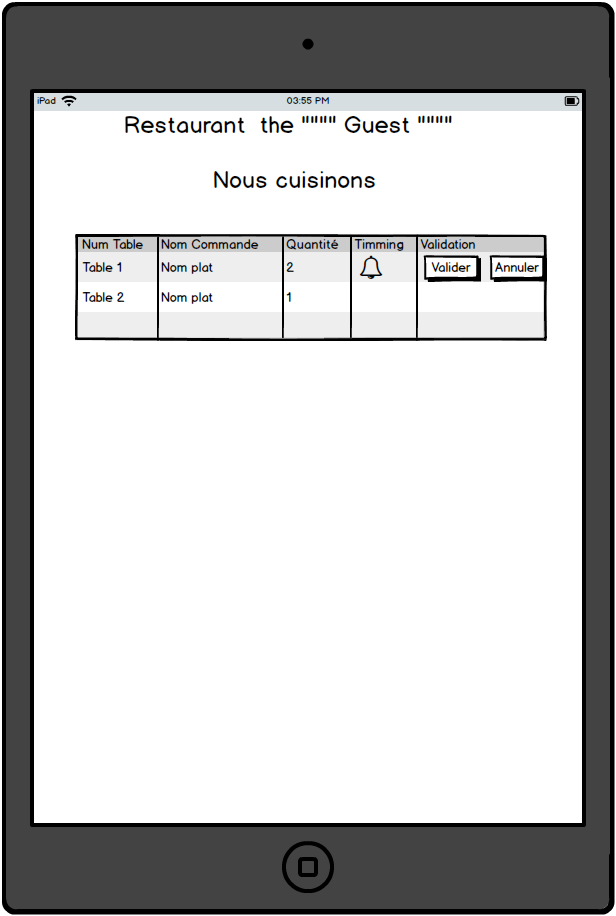 iPad 03:55 PM
Restaurant the """" Guest """"
Nous cuisinons
Num Table Nom Commande Quantité Timming Validation
Table 1 Nom plat 2 Valider Annuler
Table 2 Nom plat 1